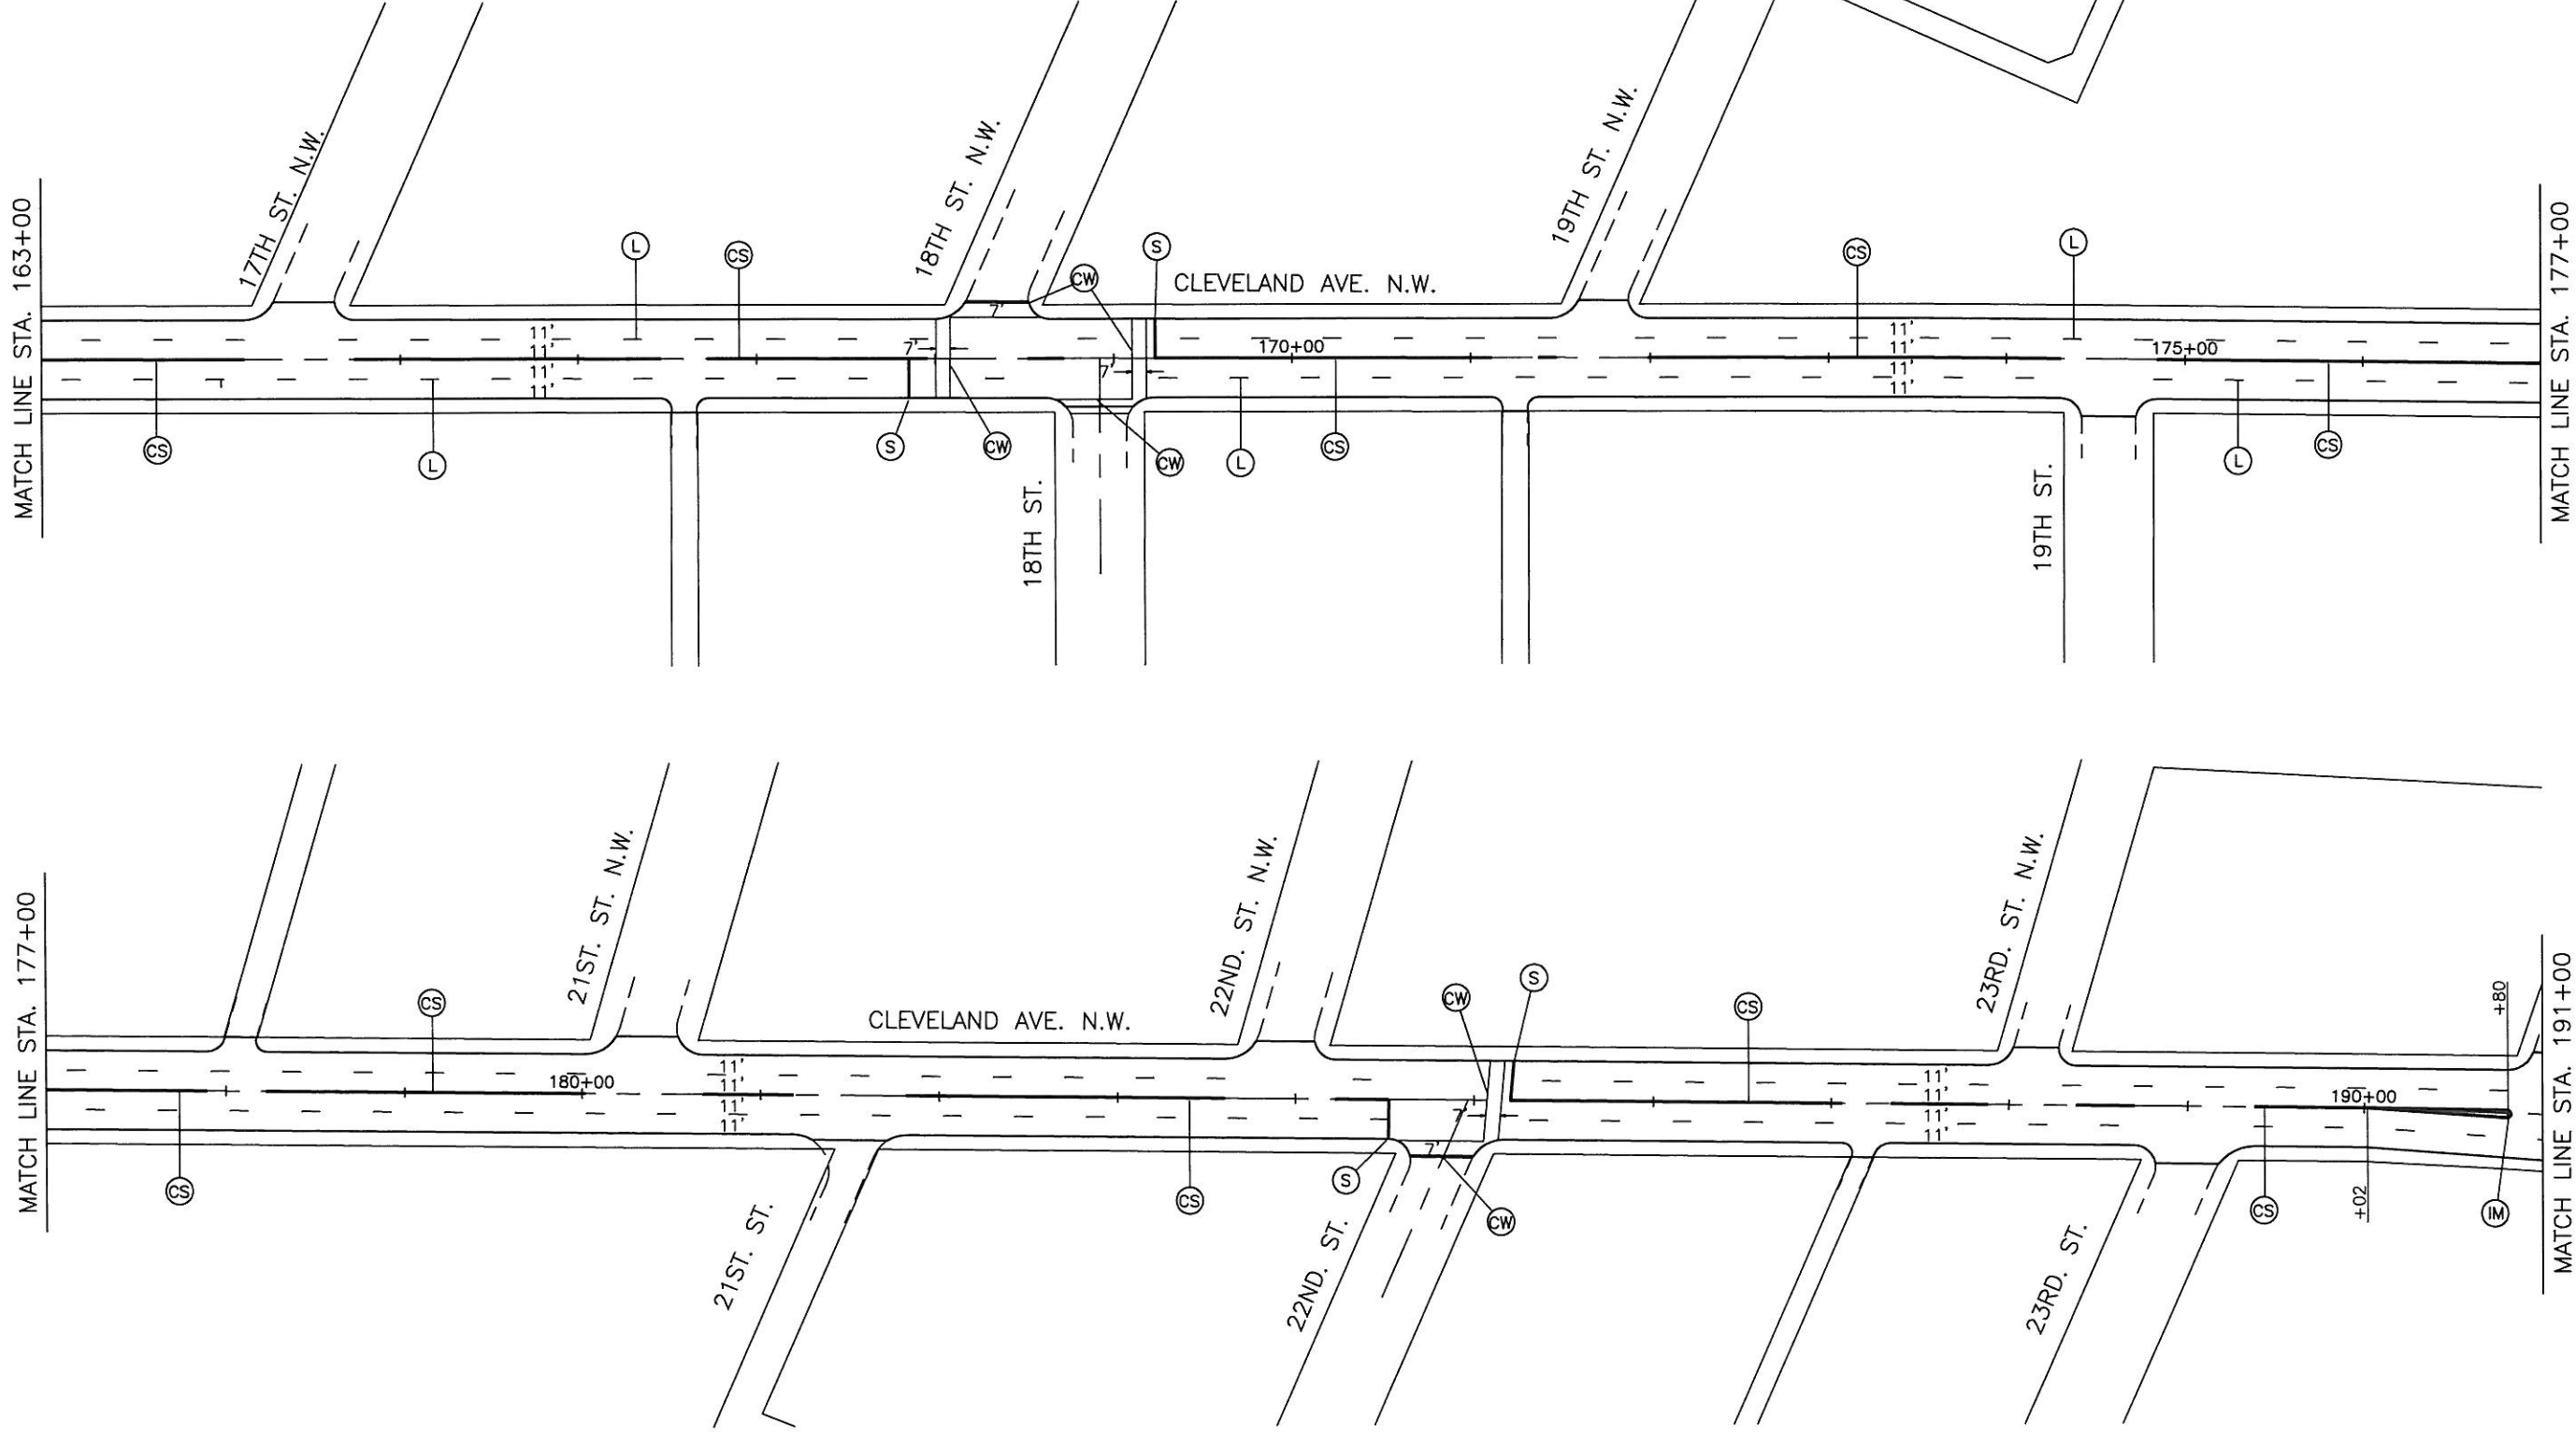 MATCH LINE STA. 163+00
17TH ST. N.W.
L
CS
18TH ST. N.W.
CW
S
CLEVELAND AVE. N.W.
19TH ST. N.W.
CS
L
MATCH LINE STA. 177+00
7'
11'
11'
11'
11'
7'
7'
170+00
11'
11'
11'
11'
175+00
CS
L
S
CW
CW
L
CS
L
CS
18TH ST.
19TH ST.
MATCH LINE STA. 177+00
CS
21ST. ST. N.W.
CLEVELAND AVE. N.W.
22ND. ST. N.W.
CW
S
CS
23RD. ST. N.W.
+80
MATCH LINE STA. 191+00
180+00
11'
11'
11'
11'
7'
7'
11'
11'
11'
11'
190+00
CS
21ST. ST.
CS
S
22ND. ST.
CW
23RD. ST.
CS
+02
IM